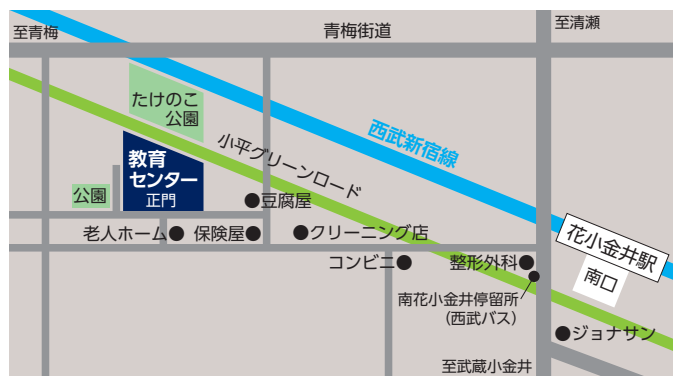 至青梅
青梅街道
至清瀬
たけのこ
公園
西武新宿線
小平グリーンロード
教育
センター
正門
公園
豆腐屋
老人ホーム
保険屋
クリーニング店
コンビニ
整形外科
花小金井駅
南口
南花小金井停留所
(西武バス)
ジョナサン
至武蔵小金井